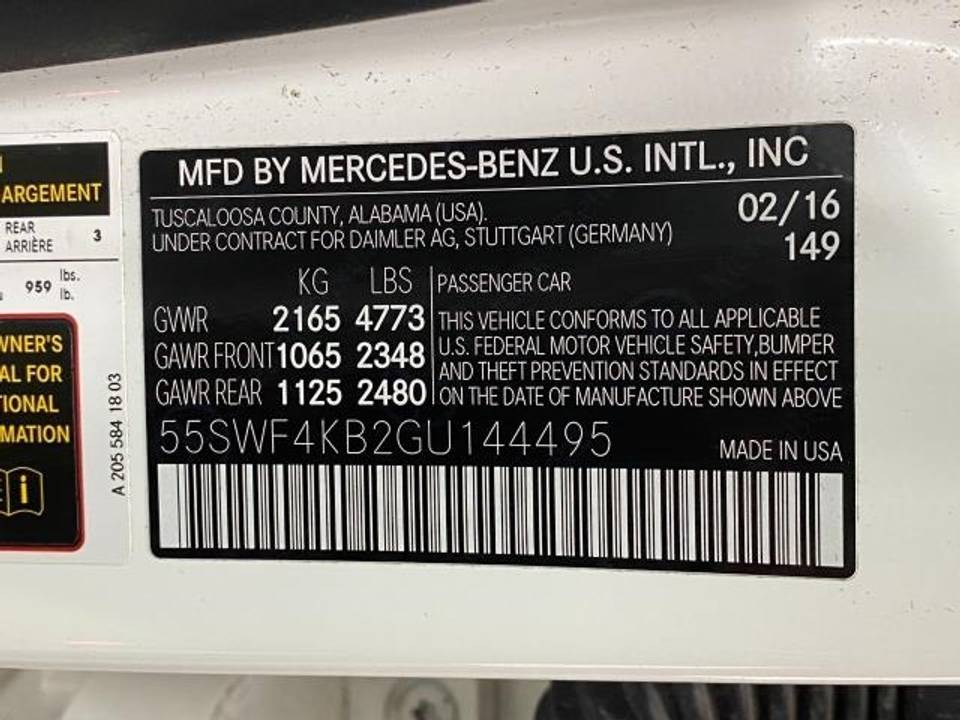 ARGEMENT
REAR
ARRIÈRE 3
959 lbs.
lb.
WNER'S
AL FOR
TIONAL
MATION
i
A 205 584 18 03
MFD BY MERCEDES-BENZ U.S. INTL., INC
TUSCALOOSA COUNTY, ALABAMA (USA). 02/16
UNDER CONTRACT FOR DAIMLER AG, STUTTGART (GERMANY) 149
KG LBS PASSENGER CAR
GVWR 2165 4773 THIS VEHICLE CONFORMS TO ALL APPLICABLE
U.S. FEDERAL MOTOR VEHICLE SAFETY,BUMPER
GAWR FRONT 1065 2348 AND THEFT PREVENTION STANDARDS IN EFFECT
GAWR REAR 1125 2480 ON THE DATE OF MANUFACTURE SHOWN ABOVE
55SWF4KB2GU144495 MADE IN USA